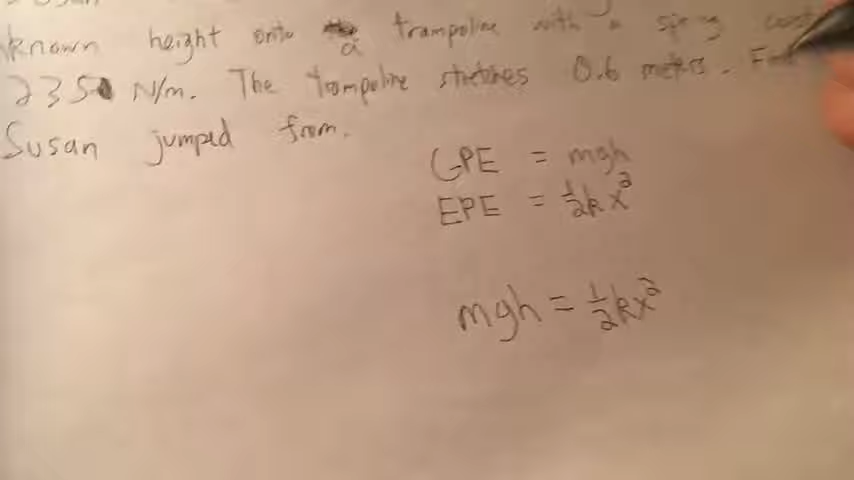 known height onto a trampoline with a spring
235 N/m. The trampoline stretches 0.6 meters.
Susan jumped from.
GPE = mgh
EPE = ½kx²
mgh = ½kx²